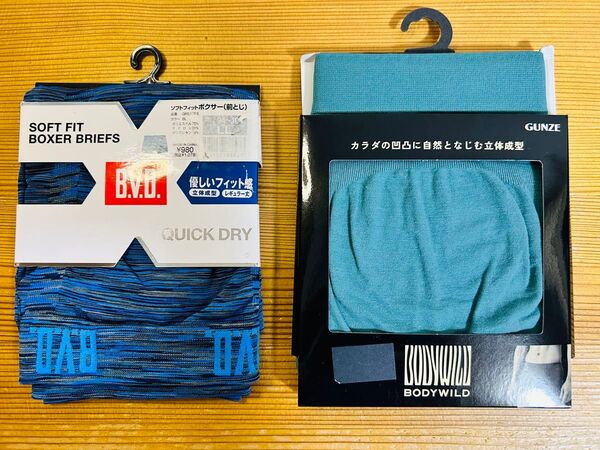 SOFT FIT
BOXER BRIEFS
ソフトフィットボクサー(前とじ)
¥980
B.V.D.
優しいフィット感
立体成型
レギュラー丈
QUICK DRY
B.V.D.
B.V.D.
GUNZE
カラダの凹凸に自然となじむ立体成型
BODYWILD
BODYWILD